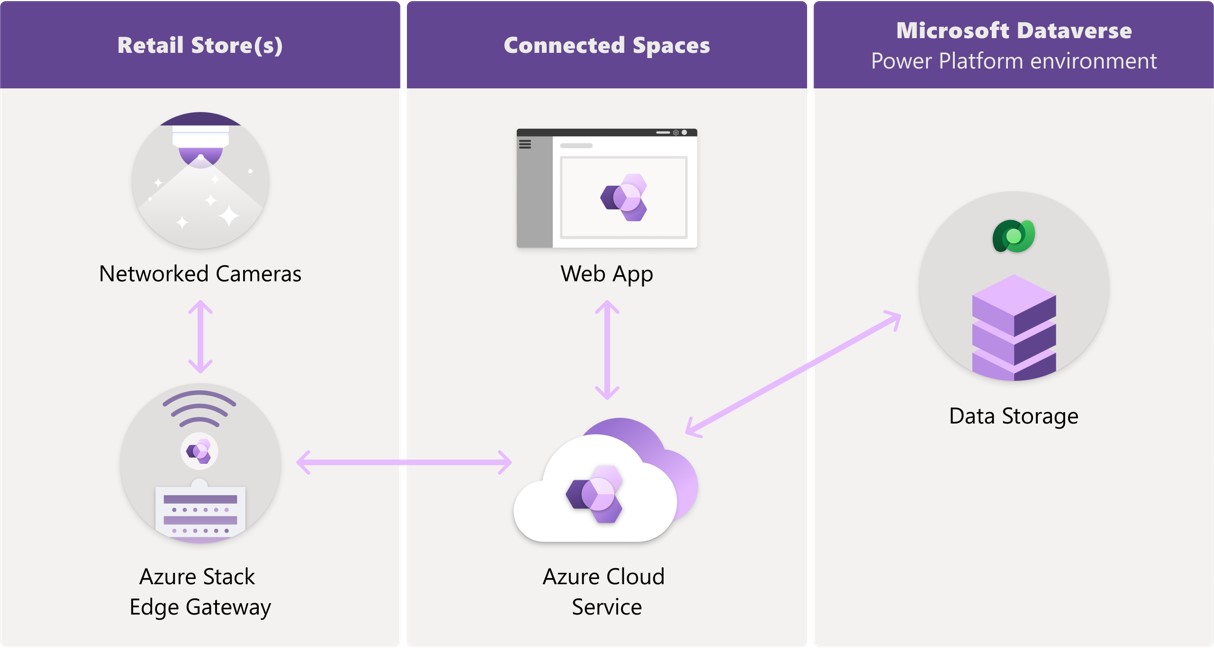 Retail Store(s)
Connected Spaces
Microsoft Dataverse
Power Platform environment
Networked Cameras
Azure Stack
Edge Gateway
Web App
Azure Cloud
Service
Data Storage